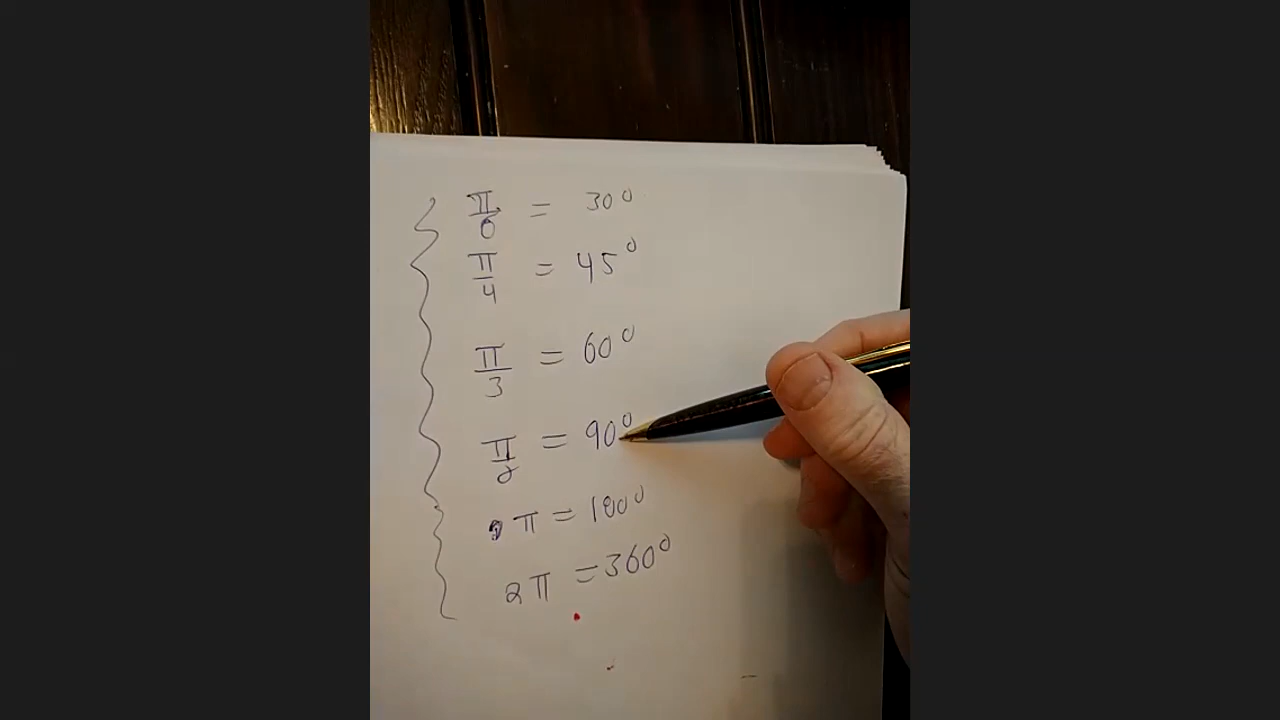 π/6 = 30°
π/4 = 45°
π/3 = 60°
π/2 = 90°
π = 180°
2π = 360°